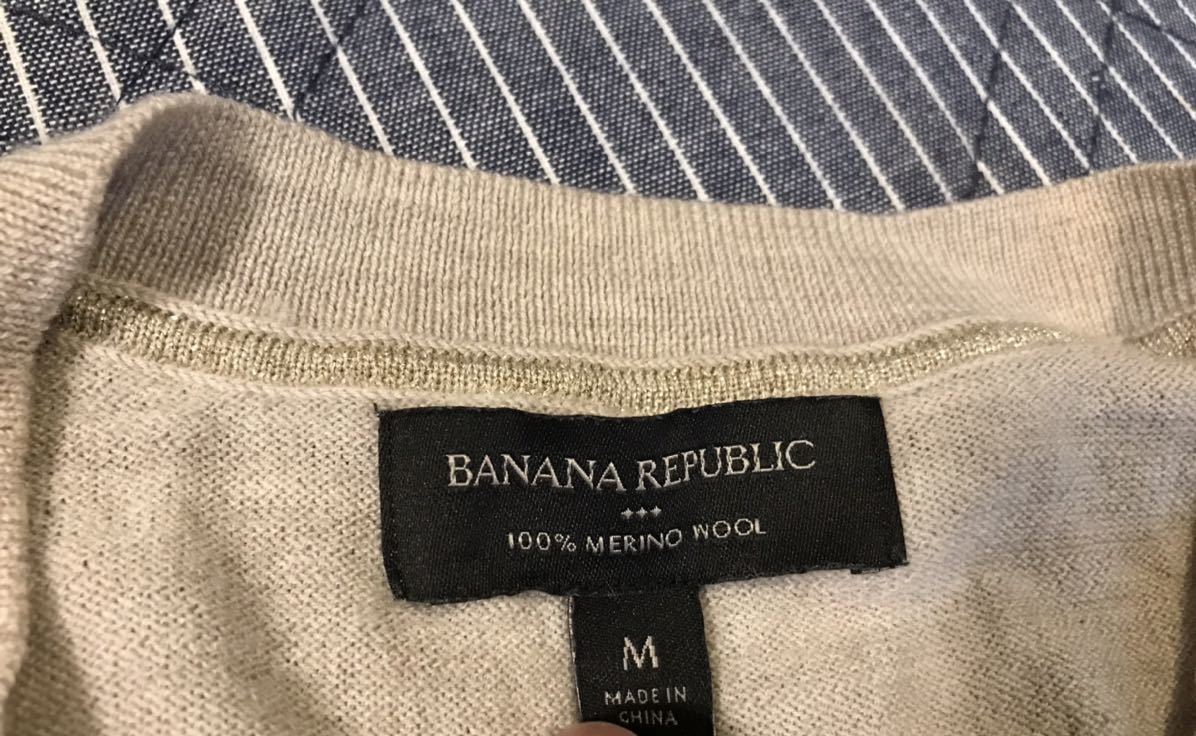 BANANA REPUBLIC
100% MERINO WOOL
M
MADE IN
CHINA